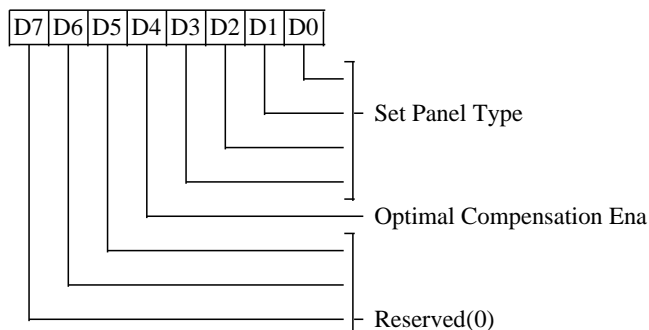 D7 D6 D5 D4 D3 D2 D1 D0
Set Panel Type
Optimal Compensation Ena
Reserved(0)